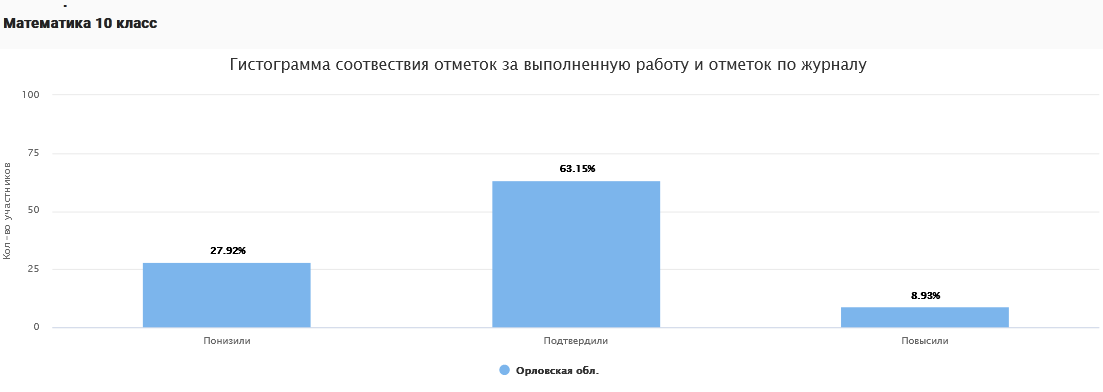 Математика 10 класс
Гистограмма соотвествия отметок за выполненную работу и отметок по журналу
100
75
50
25
0
Кол-во участников
27.92%
63.15%
8.93%
Понизили
Подтвердили
Повысили
Орловская обл.